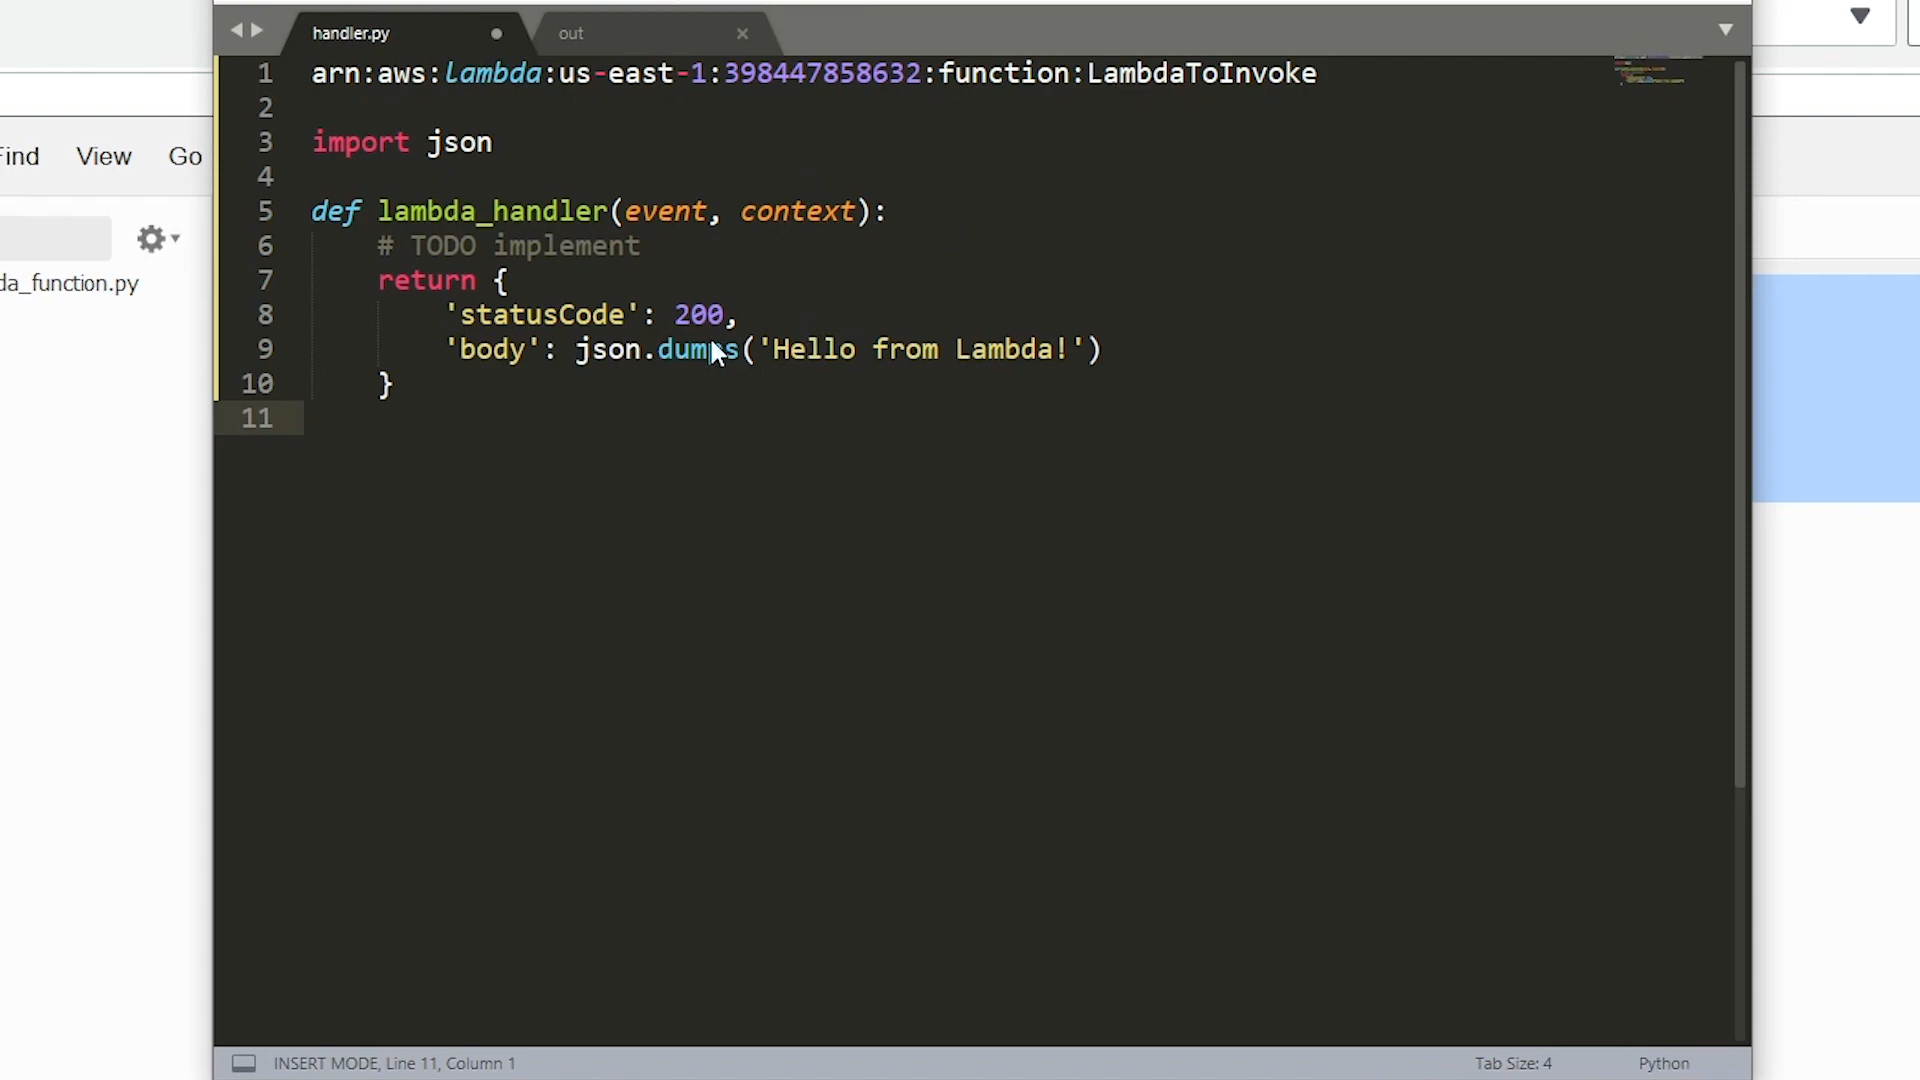 handler.py
out
1 arn:aws:lambda:us-east-1:398447858632:function:LambdaToInvoke
2
3 import json
4
5 def lambda_handler(event, context):
6     # TODO implement
7     return {
8         'statusCode': 200,
9         'body': json.dumps('Hello from Lambda!')
10     }
11
Find View Go
da_function.py
INSERT MODE, Line 11, Column 1
Tab Size: 4
Python